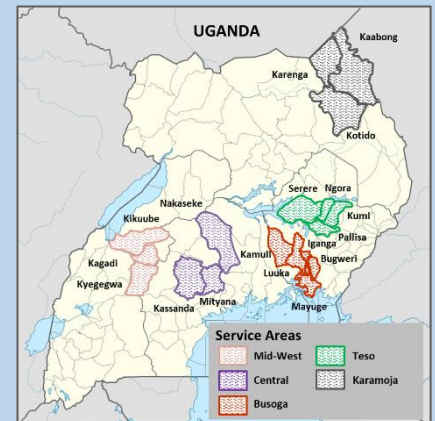 UGANDA
Kaabong
Karenga
Kotido
Serere Ngora
Nakaseke
Kumi
Kikuube
Pallisa
Kamuli Iganga
Kagadi
Bugweri
Luuka
Kyegegwa
Mityana
Kassanda
Mayuge
Service Areas
Mid-West Teso
Central Karamoja
Busoga